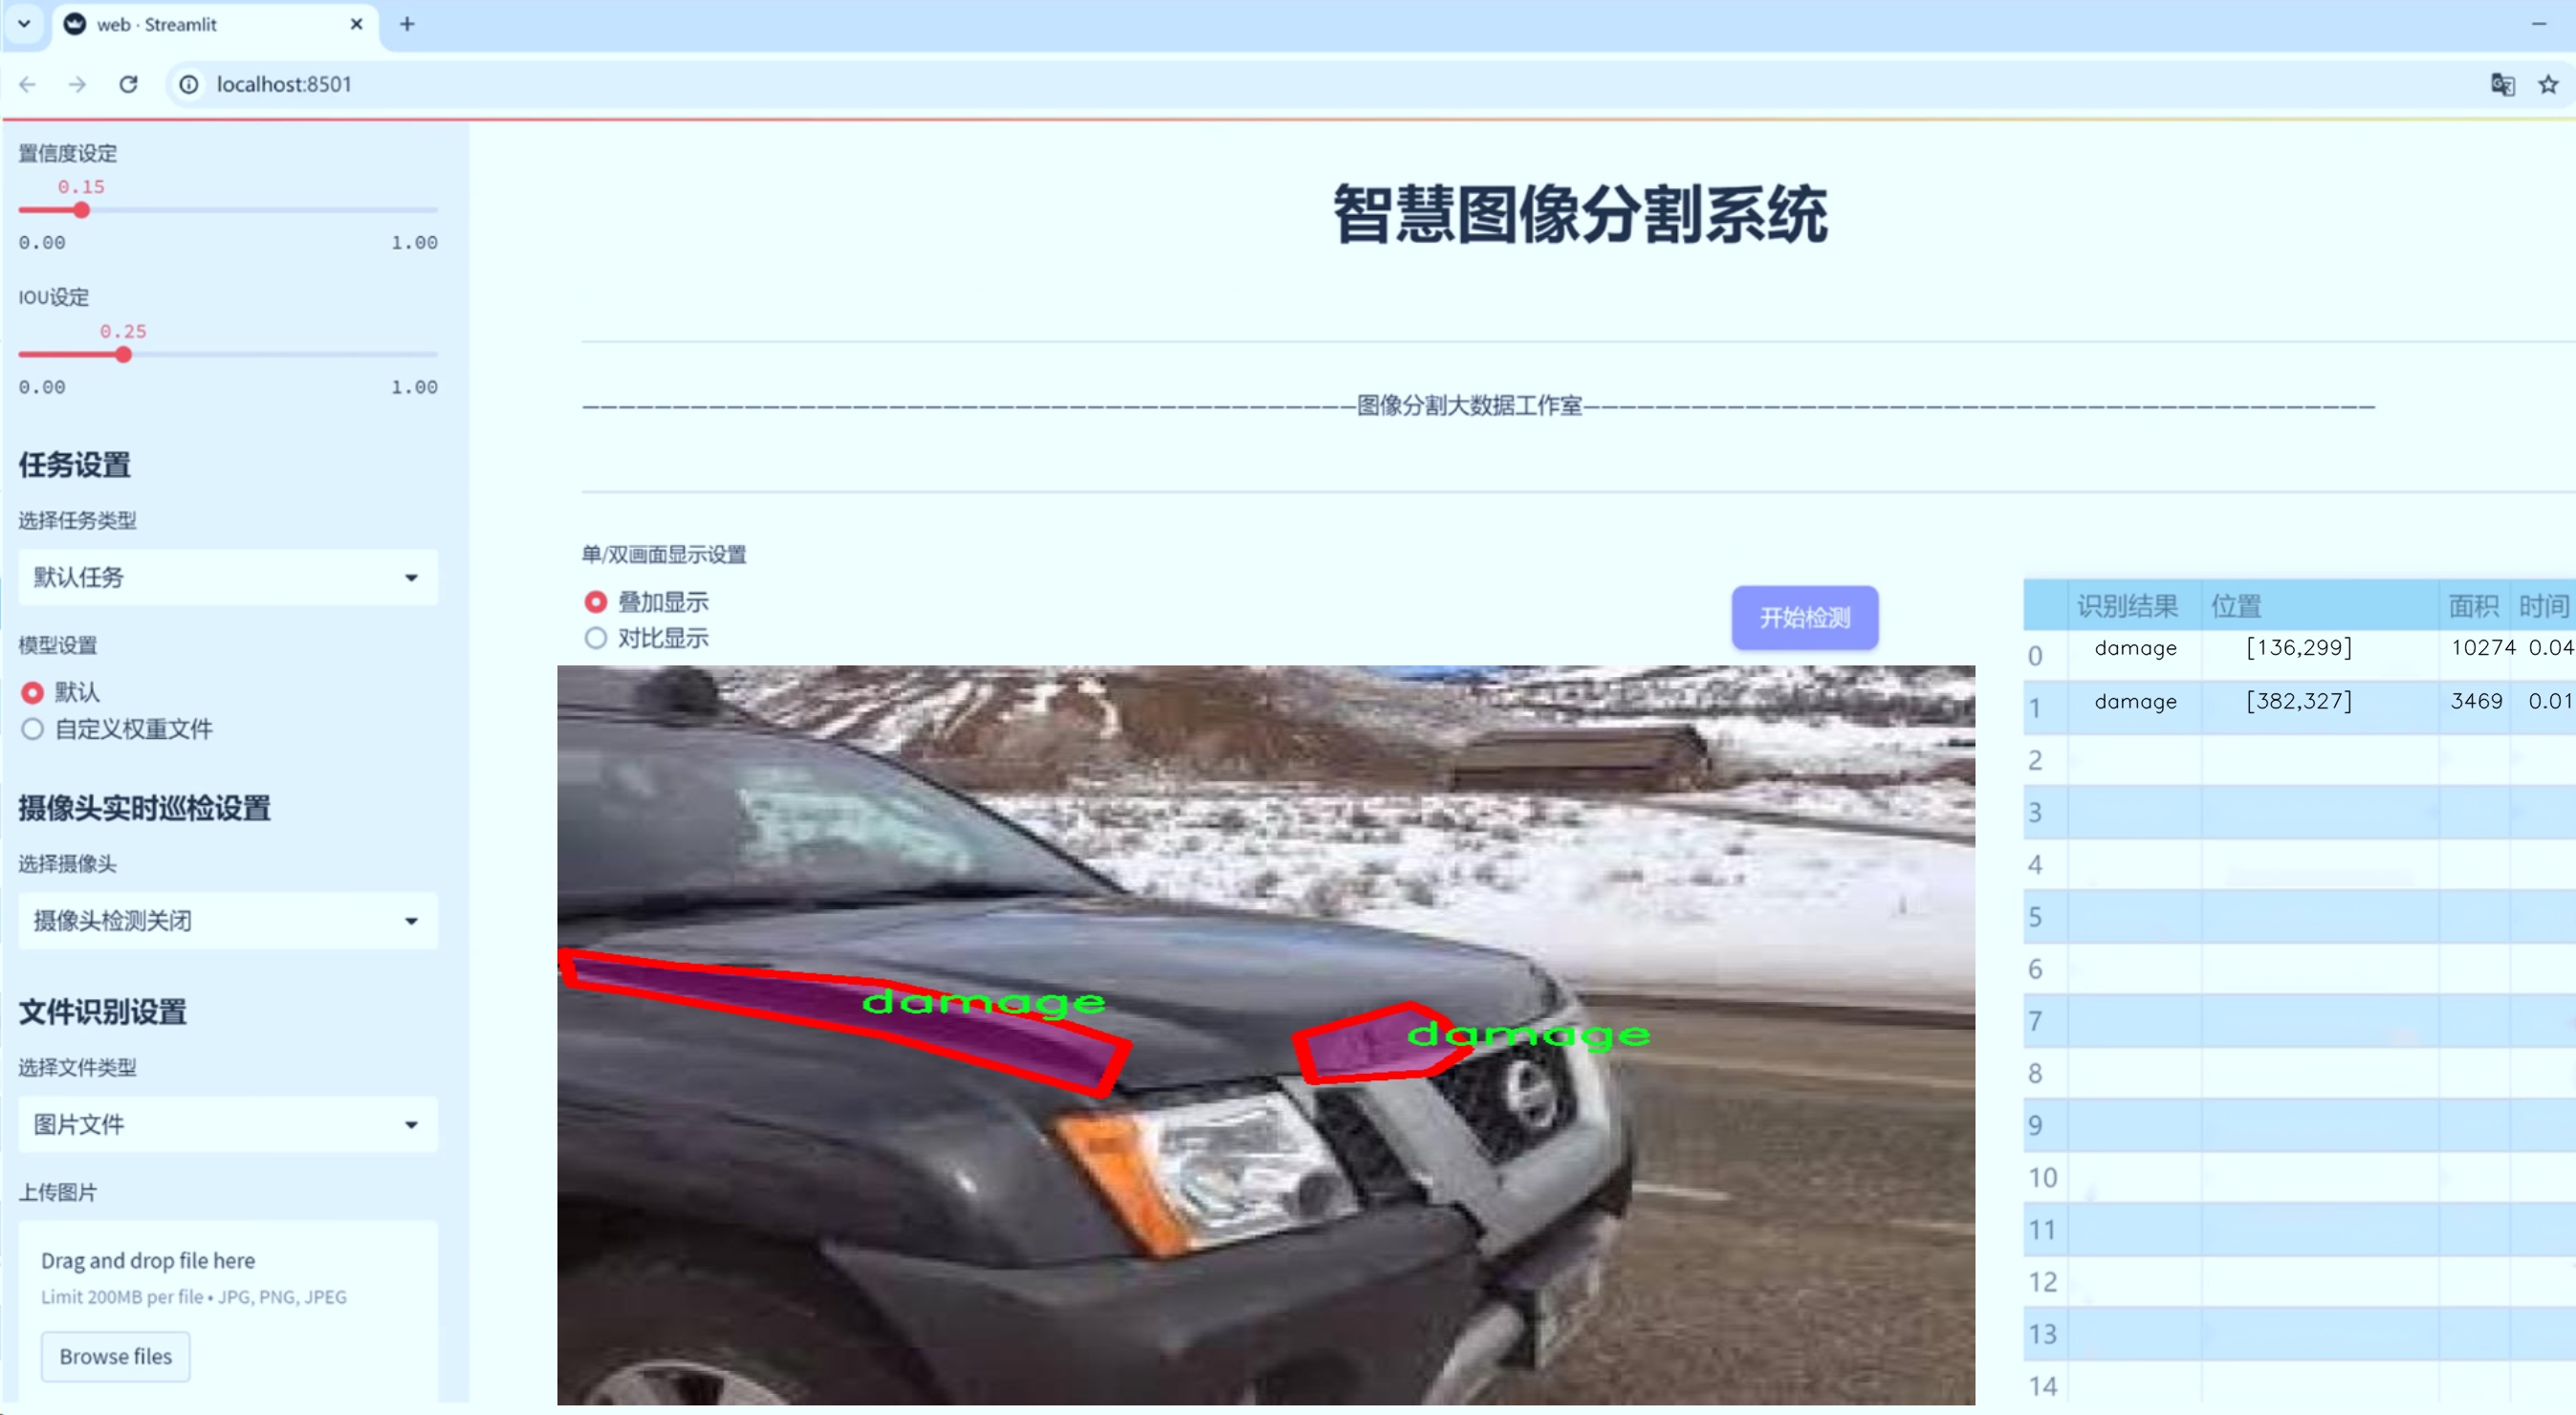 web · Streamlit
localhost:8501
置信度设定
0.15
0.00 1.00
IOU设定
0.25
0.00 1.00
任务设置
选择任务类型
默认任务
模型设置
默认
自定义权重文件
摄像头实时巡检设置
选择摄像头
摄像头检测关闭
文件识别设置
选择文件类型
图片文件
上传图片
Drag and drop file here
Limit 200MB per file • JPG, PNG, JPEG
Browse files
智慧图像分割系统
———————————————————————————————————————————图像分割大数据工作室————————————————————————————————————————————
单/双画面显示设置
叠加显示
对比显示
开始检测
damage
damage
识别结果 位置 面积 时间
0 damage [136,299] 10274 0.04
1 damage [382,327] 3469 0.01
2
3
4
5
6
7
8
9
10
11
12
13
14